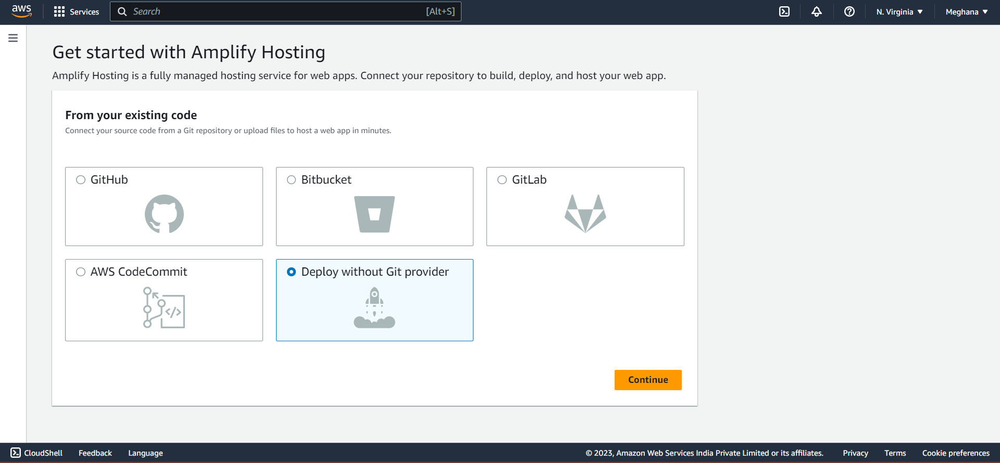 aws
Services
Search
[Alt+S]
N. Virginia
Meghana
Get started with Amplify Hosting
Amplify Hosting is a fully managed hosting service for web apps. Connect your repository to build, deploy, and host your web app.
From your existing code
Connect your source code from a Git repository or upload files to host a web app in minutes.
GitHub
Bitbucket
GitLab
AWS CodeCommit
Deploy without Git provider
Continue
CloudShell
Feedback
Language
© 2023, Amazon Web Services India Private Limited or its affiliates.
Privacy
Terms
Cookie preferences